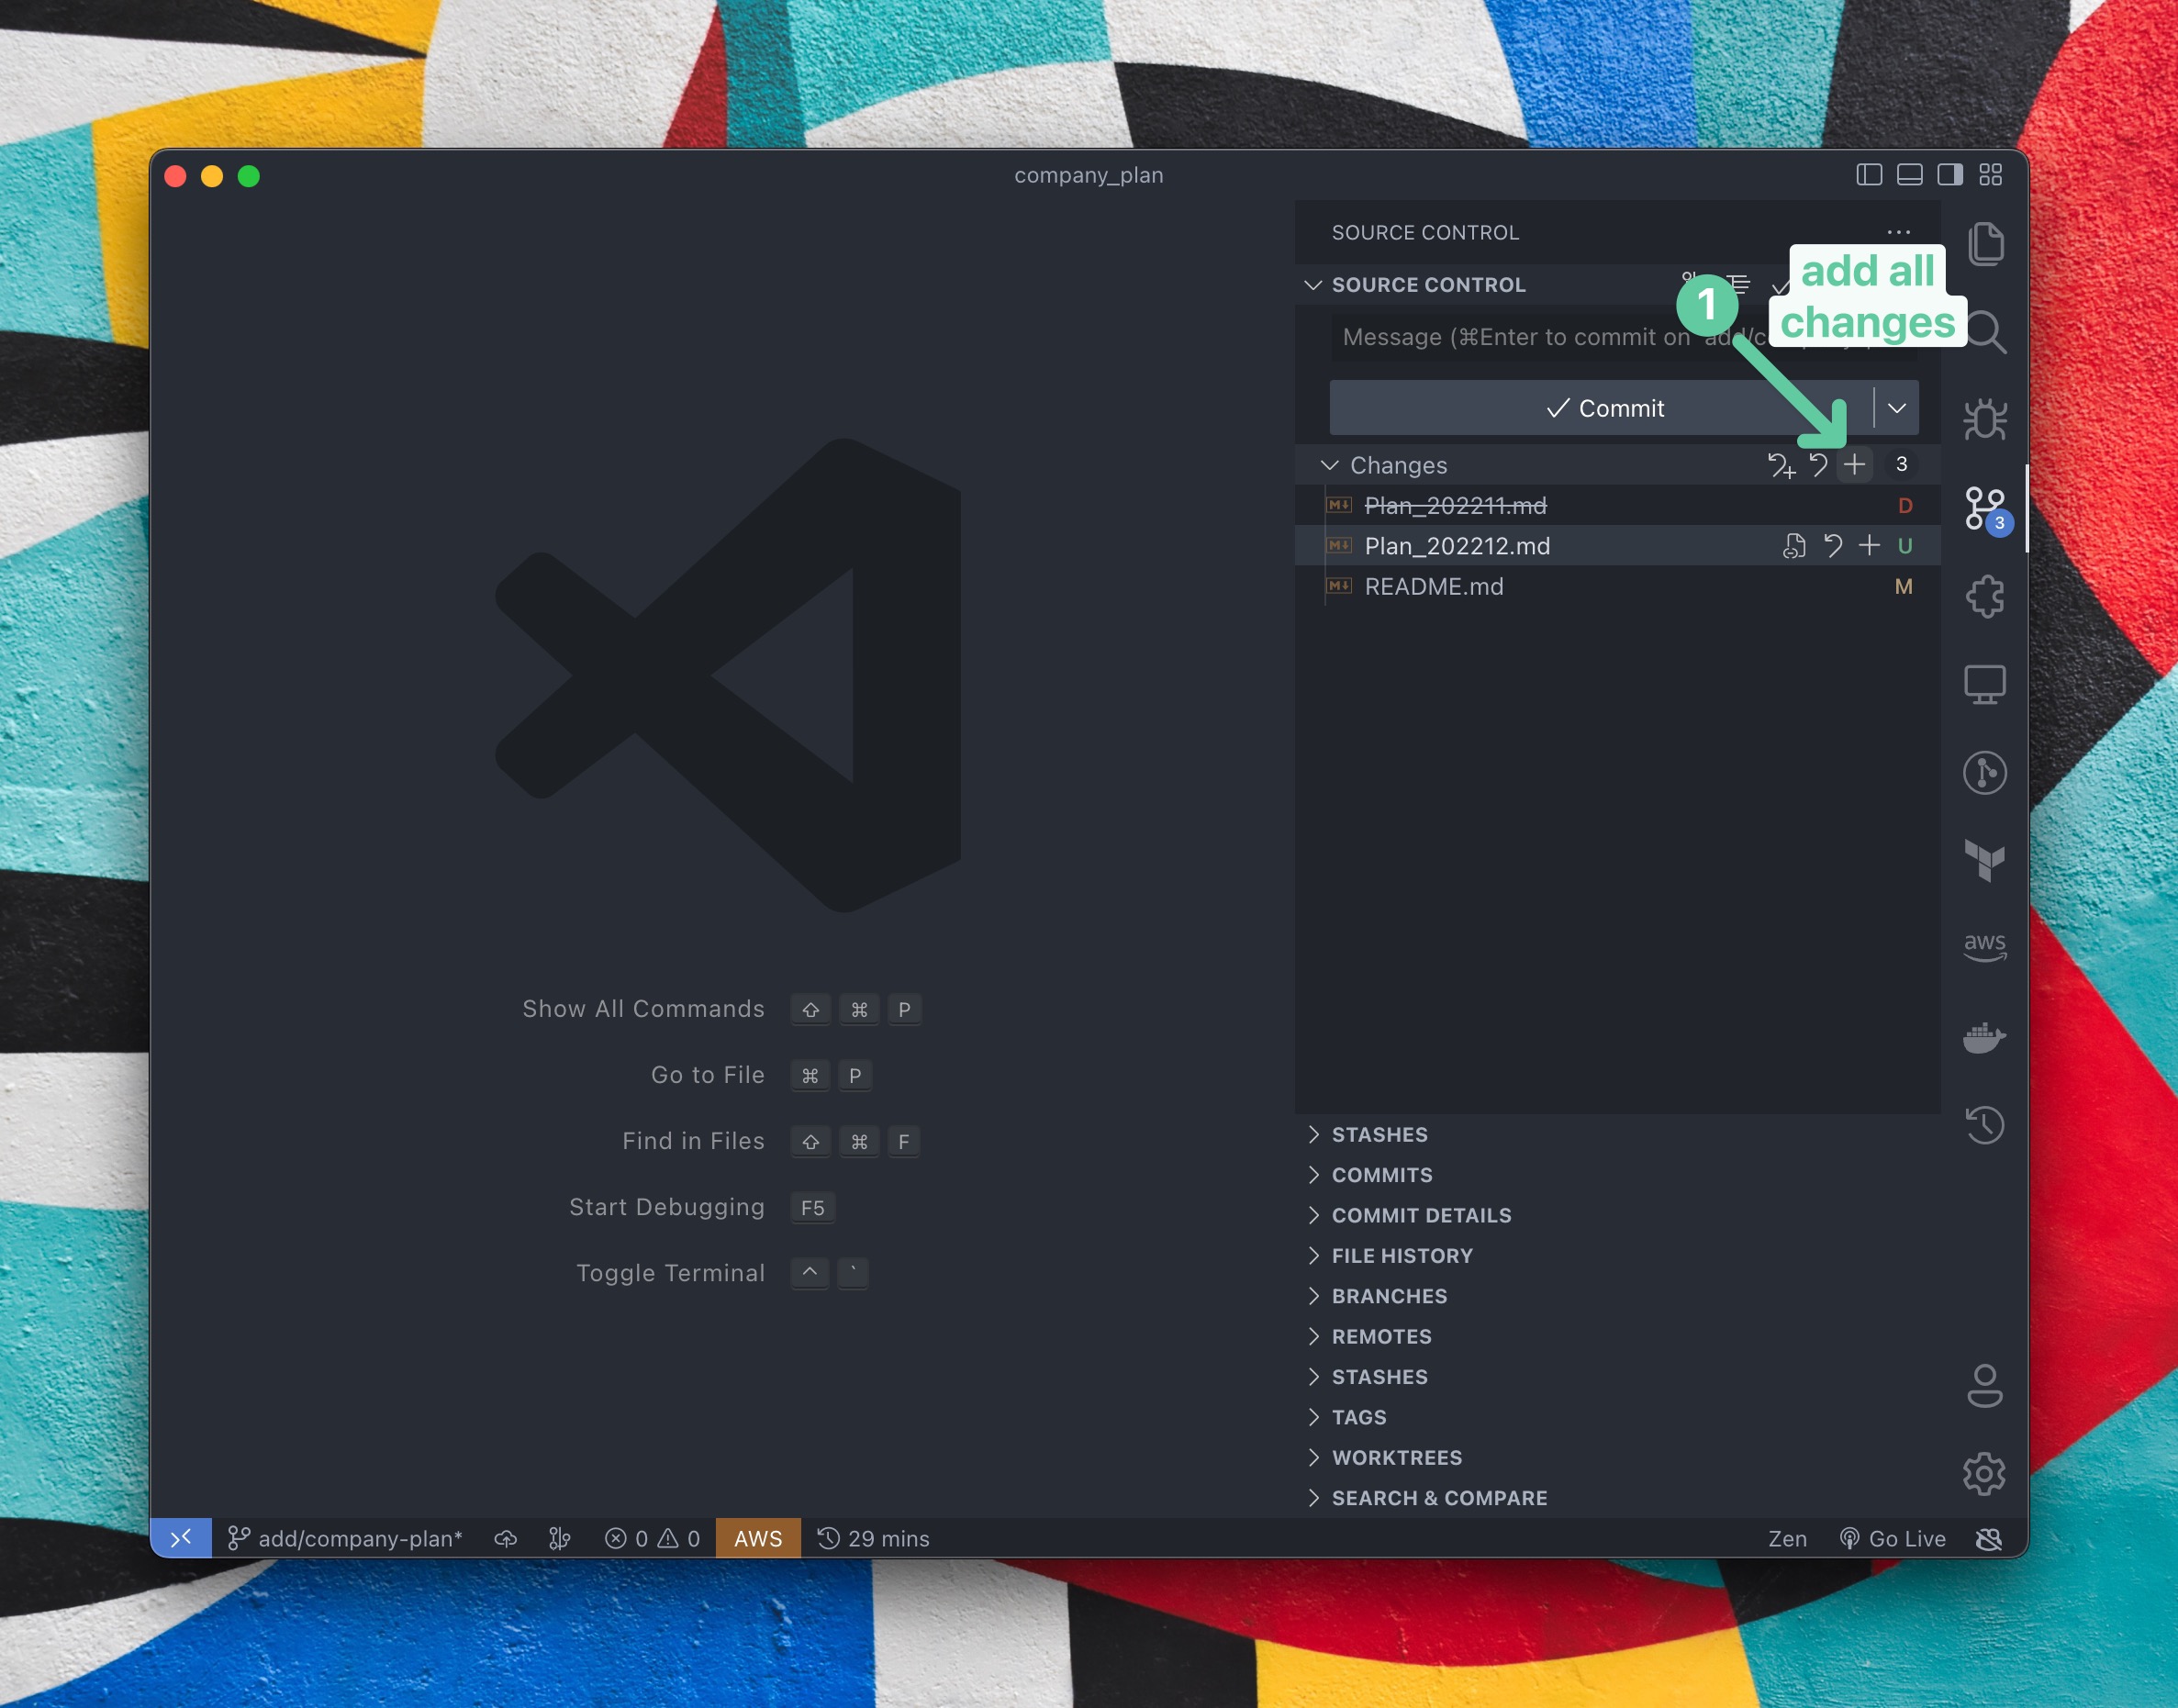 company_plan
SOURCE CONTROL
SOURCE CONTROL
1
add all
changes
Message (⌘Enter to commit on
Commit
Changes
3
Plan_202211.md D
Plan_202212.md U
README.md M
3
aws
Show All Commands ⇧ ⌘ P
Go to File ⌘ P
Find in Files ⇧ ⌘ F
Start Debugging F5
Toggle Terminal ^ `
STASHES
COMMITS
COMMIT DETAILS
FILE HISTORY
BRANCHES
REMOTES
STASHES
TAGS
WORKTREES
SEARCH & COMPARE
add/company-plan* 0 0 AWS 29 mins Zen Go Live